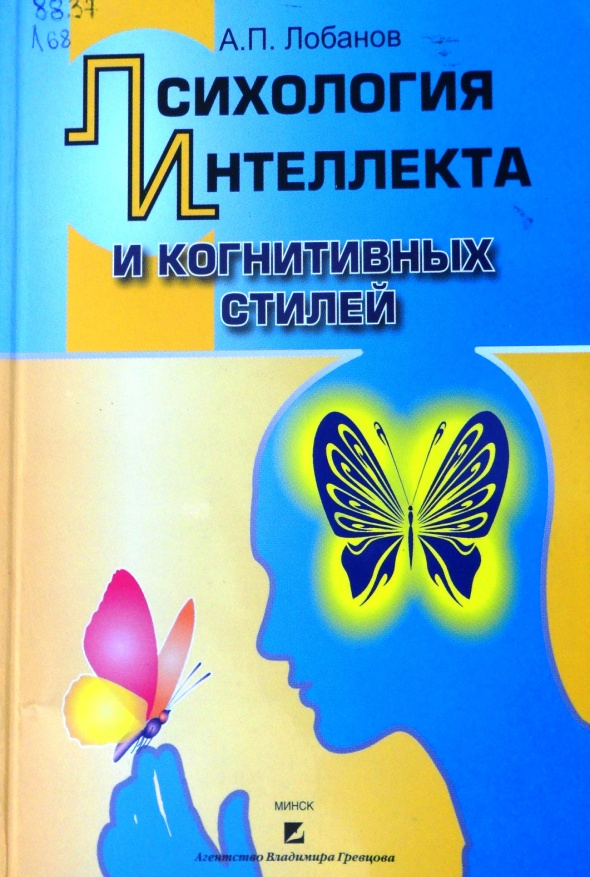 88.37
Л68
А.П. Лобанов
ПСИХОЛОГИЯ
ИНТЕЛЛЕКТА
И КОГНИТИВНЫХ
СТИЛЕЙ
МИНСК
Агентство Владимира Гревцова